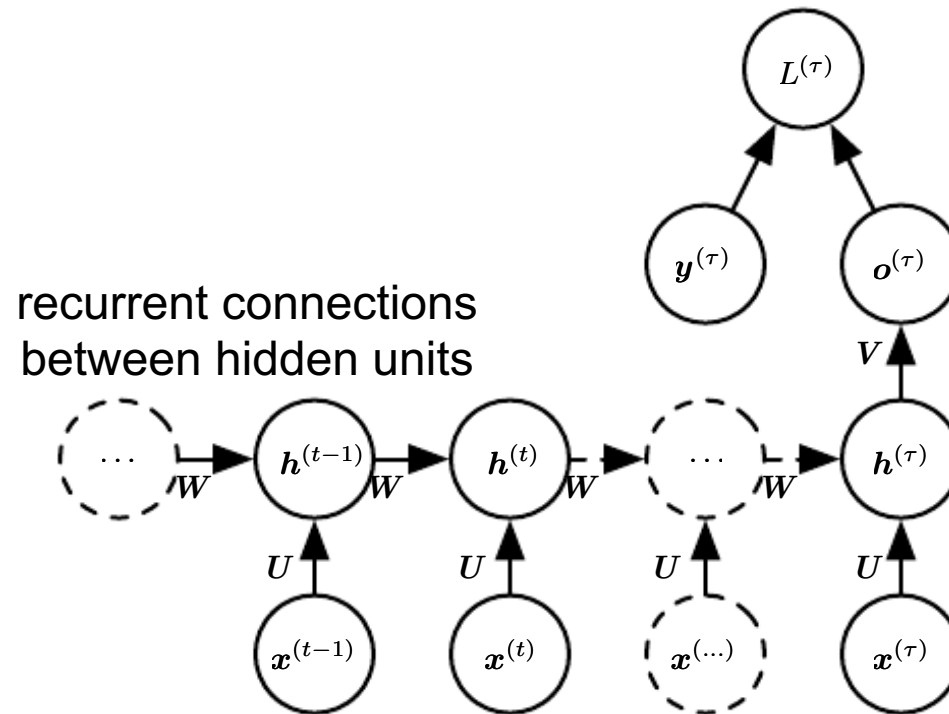 L^(τ)
y^(τ) o^(τ)
recurrent connections
between hidden units
V
... h^(t−1) h^(t) ... h^(τ)
W W W W
U U U U
x^(t−1) x^(t) x^(...) x^(τ)